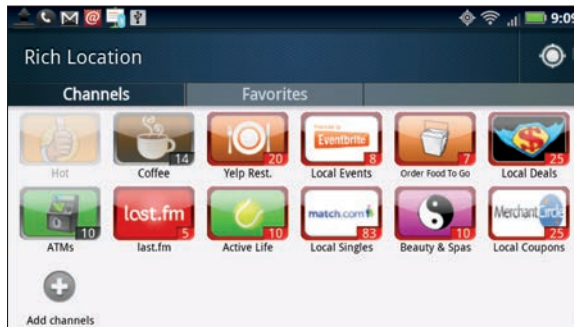 9:09
Rich Location
Channels Favorites
Hot
14
Coffee
20
Yelp Rest.
Eventbrite
8
Local Events
7
Order Food To Go
25
Local Deals
10
ATMs
last.fm
5
last.fm
10
Active Life
match.com
83
Local Singles
10
Beauty & Spas
MerchantCircle
25
Local Coupons
Add channels